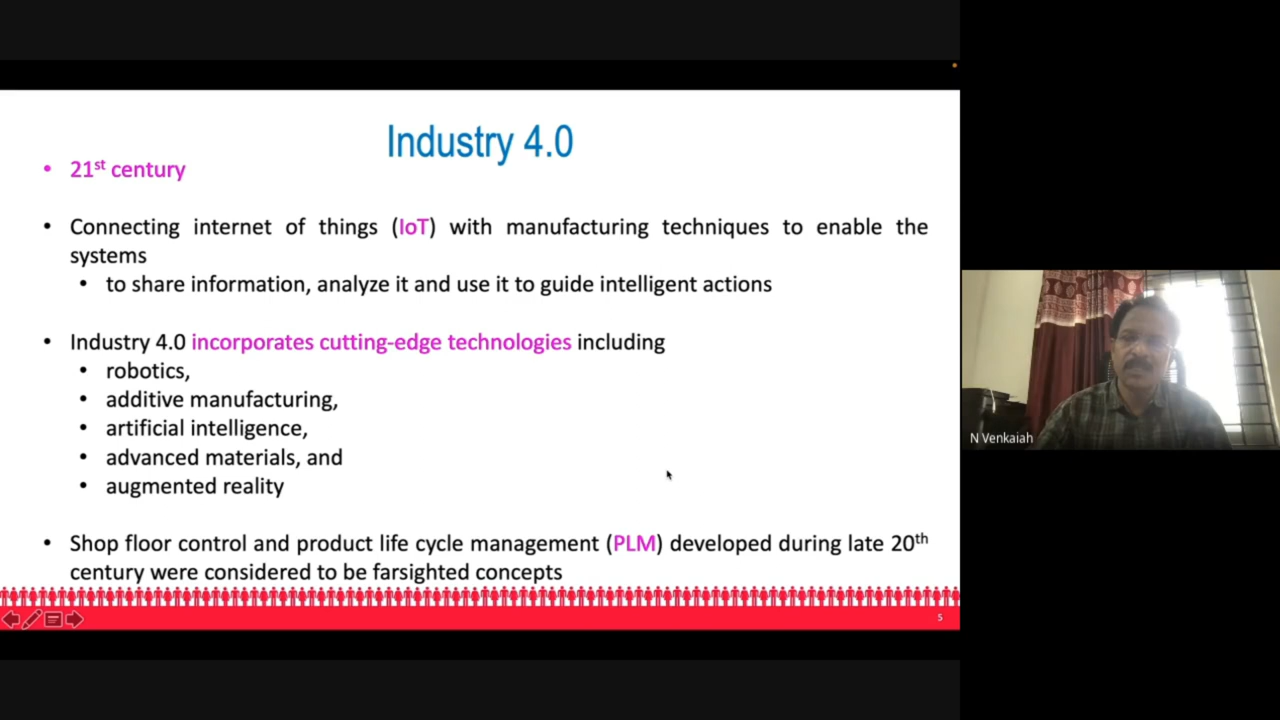 Industry 4.0
• 21st century
• Connecting internet of things (IoT) with manufacturing techniques to enable the
systems
• to share information, analyze it and use it to guide intelligent actions
• Industry 4.0 incorporates cutting-edge technologies including
• robotics,
• additive manufacturing,
• artificial intelligence,
• advanced materials, and
• augmented reality
• Shop floor control and product life cycle management (PLM) developed during late 20th
century were considered to be farsighted concepts
5
N Venkaiah